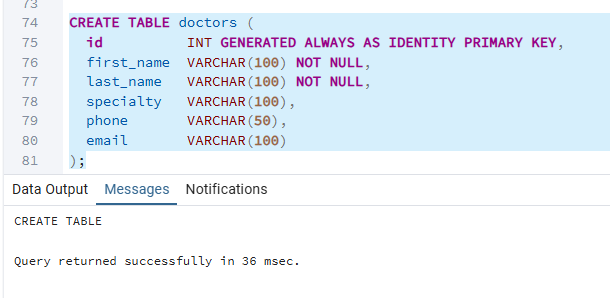 73
74 CREATE TABLE doctors (
75 id INT GENERATED ALWAYS AS IDENTITY PRIMARY KEY,
76 first_name VARCHAR(100) NOT NULL,
77 last_name VARCHAR(100) NOT NULL,
78 specialty VARCHAR(100),
79 phone VARCHAR(50),
80 email VARCHAR(100)
81 );
Data Output Messages Notifications
CREATE TABLE
Query returned successfully in 36 msec.